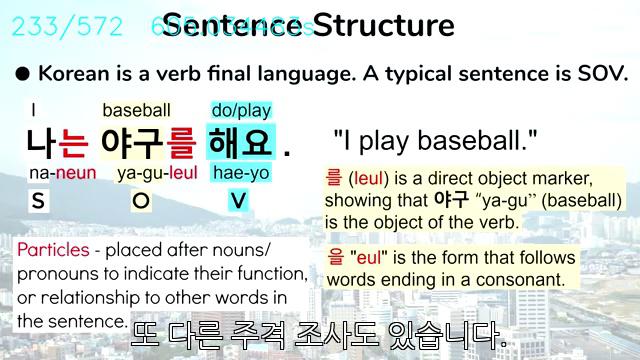 233/572
Sentence Structure
● Korean is a verb final language. A typical sentence is SOV.
I baseball do/play
나는 야구를 해요 .
na-neun ya-gu-leul hae-yo
S O V
"I play baseball."
를 (leul) is a direct object marker,
showing that 야구 “ya-gu” (baseball)
is the object of the verb.
을 "eul" is the form that follows
words ending in a consonant.
Particles - placed after nouns/
pronouns to indicate their function,
or relationship to other words in
the sentence.
또 다른 주격 조사도 있습니다.